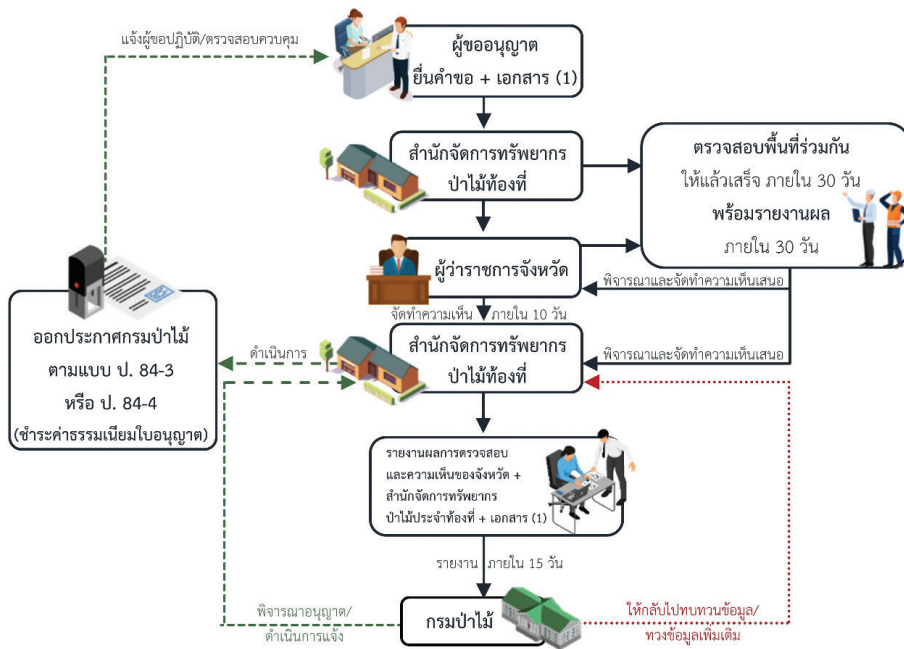 แจ้งผู้ขอปฏิบัติ/ตรวจสอบควบคุม
ผู้ขออนุญาต
ยื่นคำขอ + เอกสาร (1)
สำนักจัดการทรัพยากร
ป่าไม้ท้องที่
ตรวจสอบพื้นที่ร่วมกัน
ให้แล้วเสร็จ ภายใน 30 วัน
พร้อมรายงานผล
ภายใน 30 วัน
ผู้ว่าราชการจังหวัด
พิจารณาและจัดทำความเห็นเสนอ
จัดทำความเห็น ภายใน 10 วัน
ออกประกาศกรมป่าไม้
ตามแบบ ป. 84-3
หรือ ป. 84-4
(ชำระค่าธรรมเนียมใบอนุญาต)
ดำเนินการ
สำนักจัดการทรัพยากร
ป่าไม้ท้องที่
พิจารณาและจัดทำความเห็นเสนอ
รายงานผลการตรวจสอบ
และความเห็นของจังหวัด +
สำนักจัดการทรัพยากร
ป่าไม้ประจำท้องที่ + เอกสาร (1)
รายงาน ภายใน 15 วัน
พิจารณาอนุญาต/
ดำเนินการแจ้ง
กรมป่าไม้
ให้กลับไปทบทวนข้อมูล/
ทวงข้อมูลเพิ่มเติม